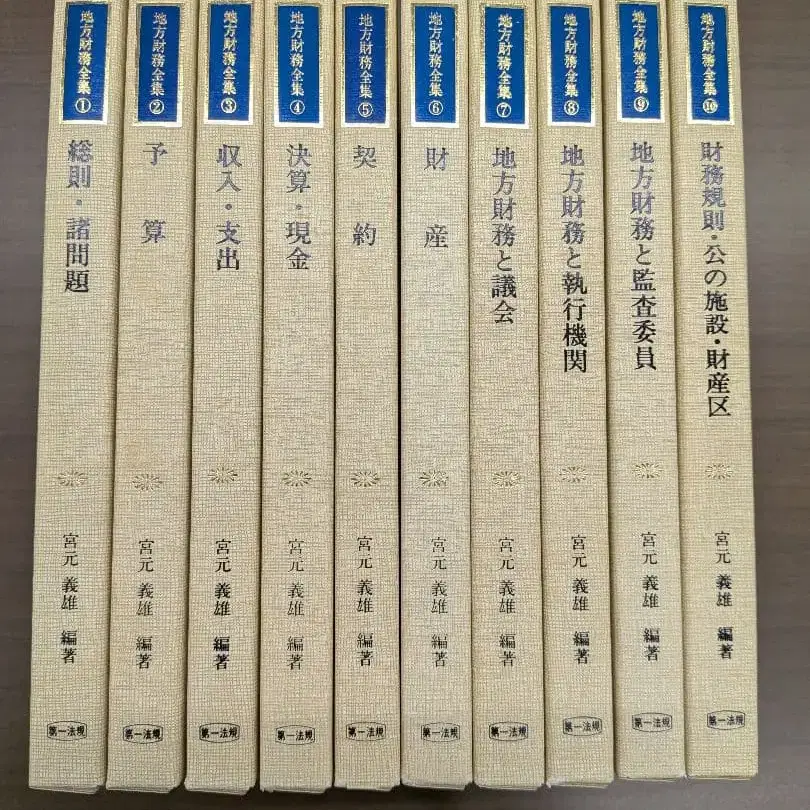 地方財務全集①
総則・諸問題
宮元義雄 編著
第一法規
地方財務全集②
予算
宮元義雄 編著
第一法規
地方財務全集③
収入・支出
宮元義雄 編著
第一法規
地方財務全集④
決算・現金
宮元義雄 編著
第一法規
地方財務全集⑤
契約
宮元義雄 編著
第一法規
地方財務全集⑥
財産
宮元義雄 編著
第一法規
地方財務全集⑦
地方財務と議会
宮元義雄 編著
第一法規
地方財務全集⑧
地方財務と執行機関
宮元義雄 編著
第一法規
地方財務全集⑨
地方財務と監査委員
宮元義雄 編著
第一法規
地方財務全集⑩
財務規則・公の施設・財産区
宮元義雄 編著
第一法規